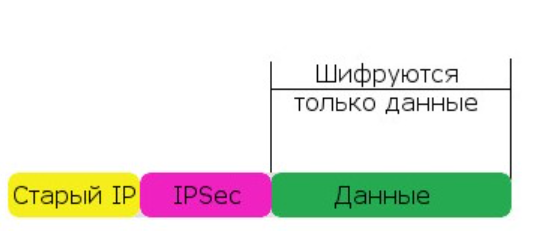 Шифруются
только данные
Старый IP
IPSec
Данные